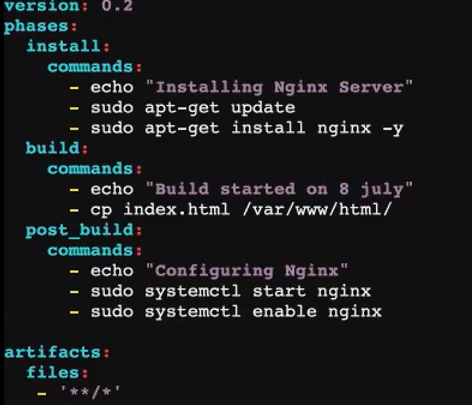 version: 0.2
phases:
  install:
    commands:
      - echo "Installing Nginx Server"
      - sudo apt-get update
      - sudo apt-get install nginx -y
  build:
    commands:
      - echo "Build started on 8 july"
      - cp index.html /var/www/html/
  post_build:
    commands:
      - echo "Configuring Nginx"
      - sudo systemctl start nginx
      - sudo systemctl enable nginx

artifacts:
  files:
   - '**/*'